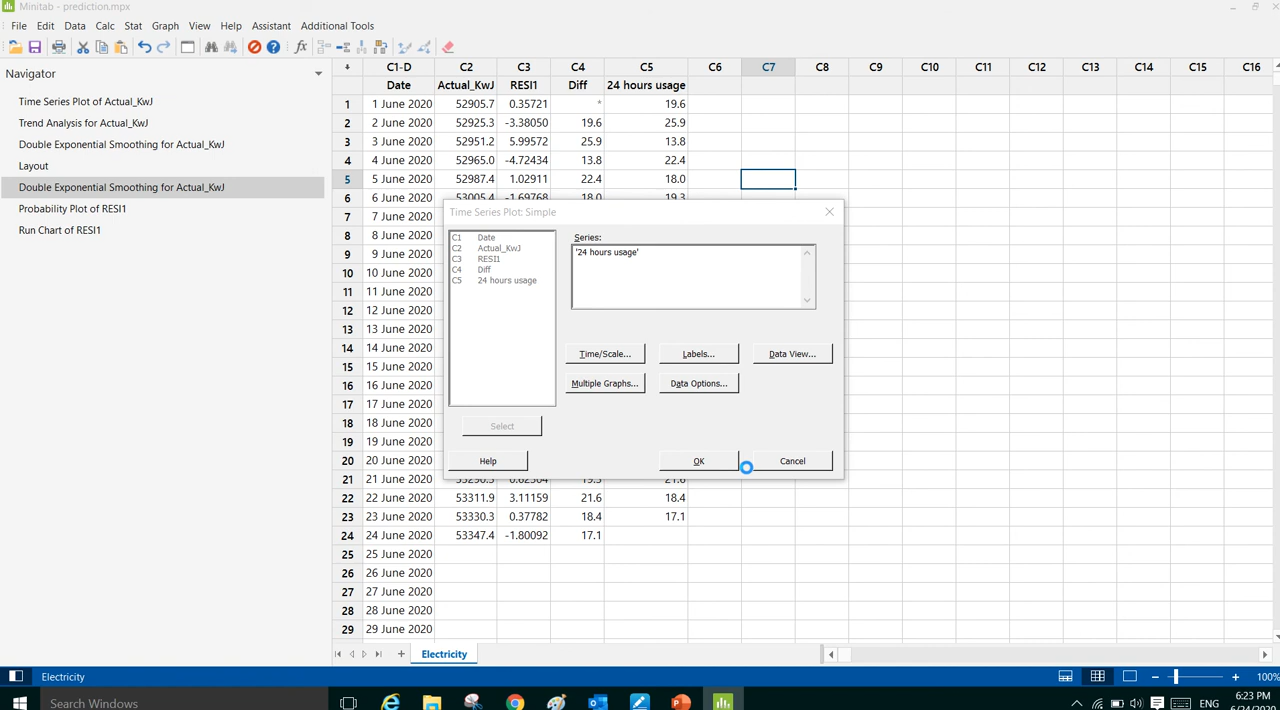 Minitab - prediction.mpx
File Edit Data Calc Stat Graph View Help Assistant Additional Tools
Navigator
Time Series Plot of Actual_KwJ
Trend Analysis for Actual_KwJ
Double Exponential Smoothing for Actual_KwJ
Layout
Double Exponential Smoothing for Actual_KwJ
Probability Plot of RESI1
Run Chart of RESI1
C1-D C2 C3 C4 C5 C6 C7 C8 C9 C10 C11 C12 C13 C14 C15 C16
Date Actual_KwJ RESI1 Diff 24 hours usage
1 1 June 2020 52905.7 0.35721 * 19.6
2 2 June 2020 52925.3 -3.38050 19.6 25.9
3 3 June 2020 52951.2 5.99572 25.9 13.8
4 4 June 2020 52965.0 -4.72434 13.8 22.4
5 5 June 2020 52987.4 1.02911 22.4 18.0
6 6 June 2020 53005.4 -1.69768 18.0 19.3
7 7 June 2020
8 8 June 2020
9 9 June 2020
10 10 June 2020
11 11 June 2020
12 12 June 2020
13 13 June 2020
14 14 June 2020
15 15 June 2020
16 16 June 2020
17 17 June 2020
18 18 June 2020
19 19 June 2020
20 20 June 2020
21 21 June 2020 21.6
22 22 June 2020 53311.9 3.11159 21.6 18.4
23 23 June 2020 53330.3 0.37782 18.4 17.1
24 24 June 2020 53347.4 -1.80092 17.1
25 25 June 2020
26 26 June 2020
27 27 June 2020
28 28 June 2020
29 29 June 2020
Time Series Plot: Simple
C1 Date
C2 Actual_KwJ
C3 RESI1
C4 Diff
C5 24 hours usage
Series:
'24 hours usage'
Time/Scale... Labels... Data View...
Multiple Graphs... Data Options...
Select
Help OK Cancel
Electricity
Electricity
100%
Search Windows
ENG
6:23 PM
6/24/2020